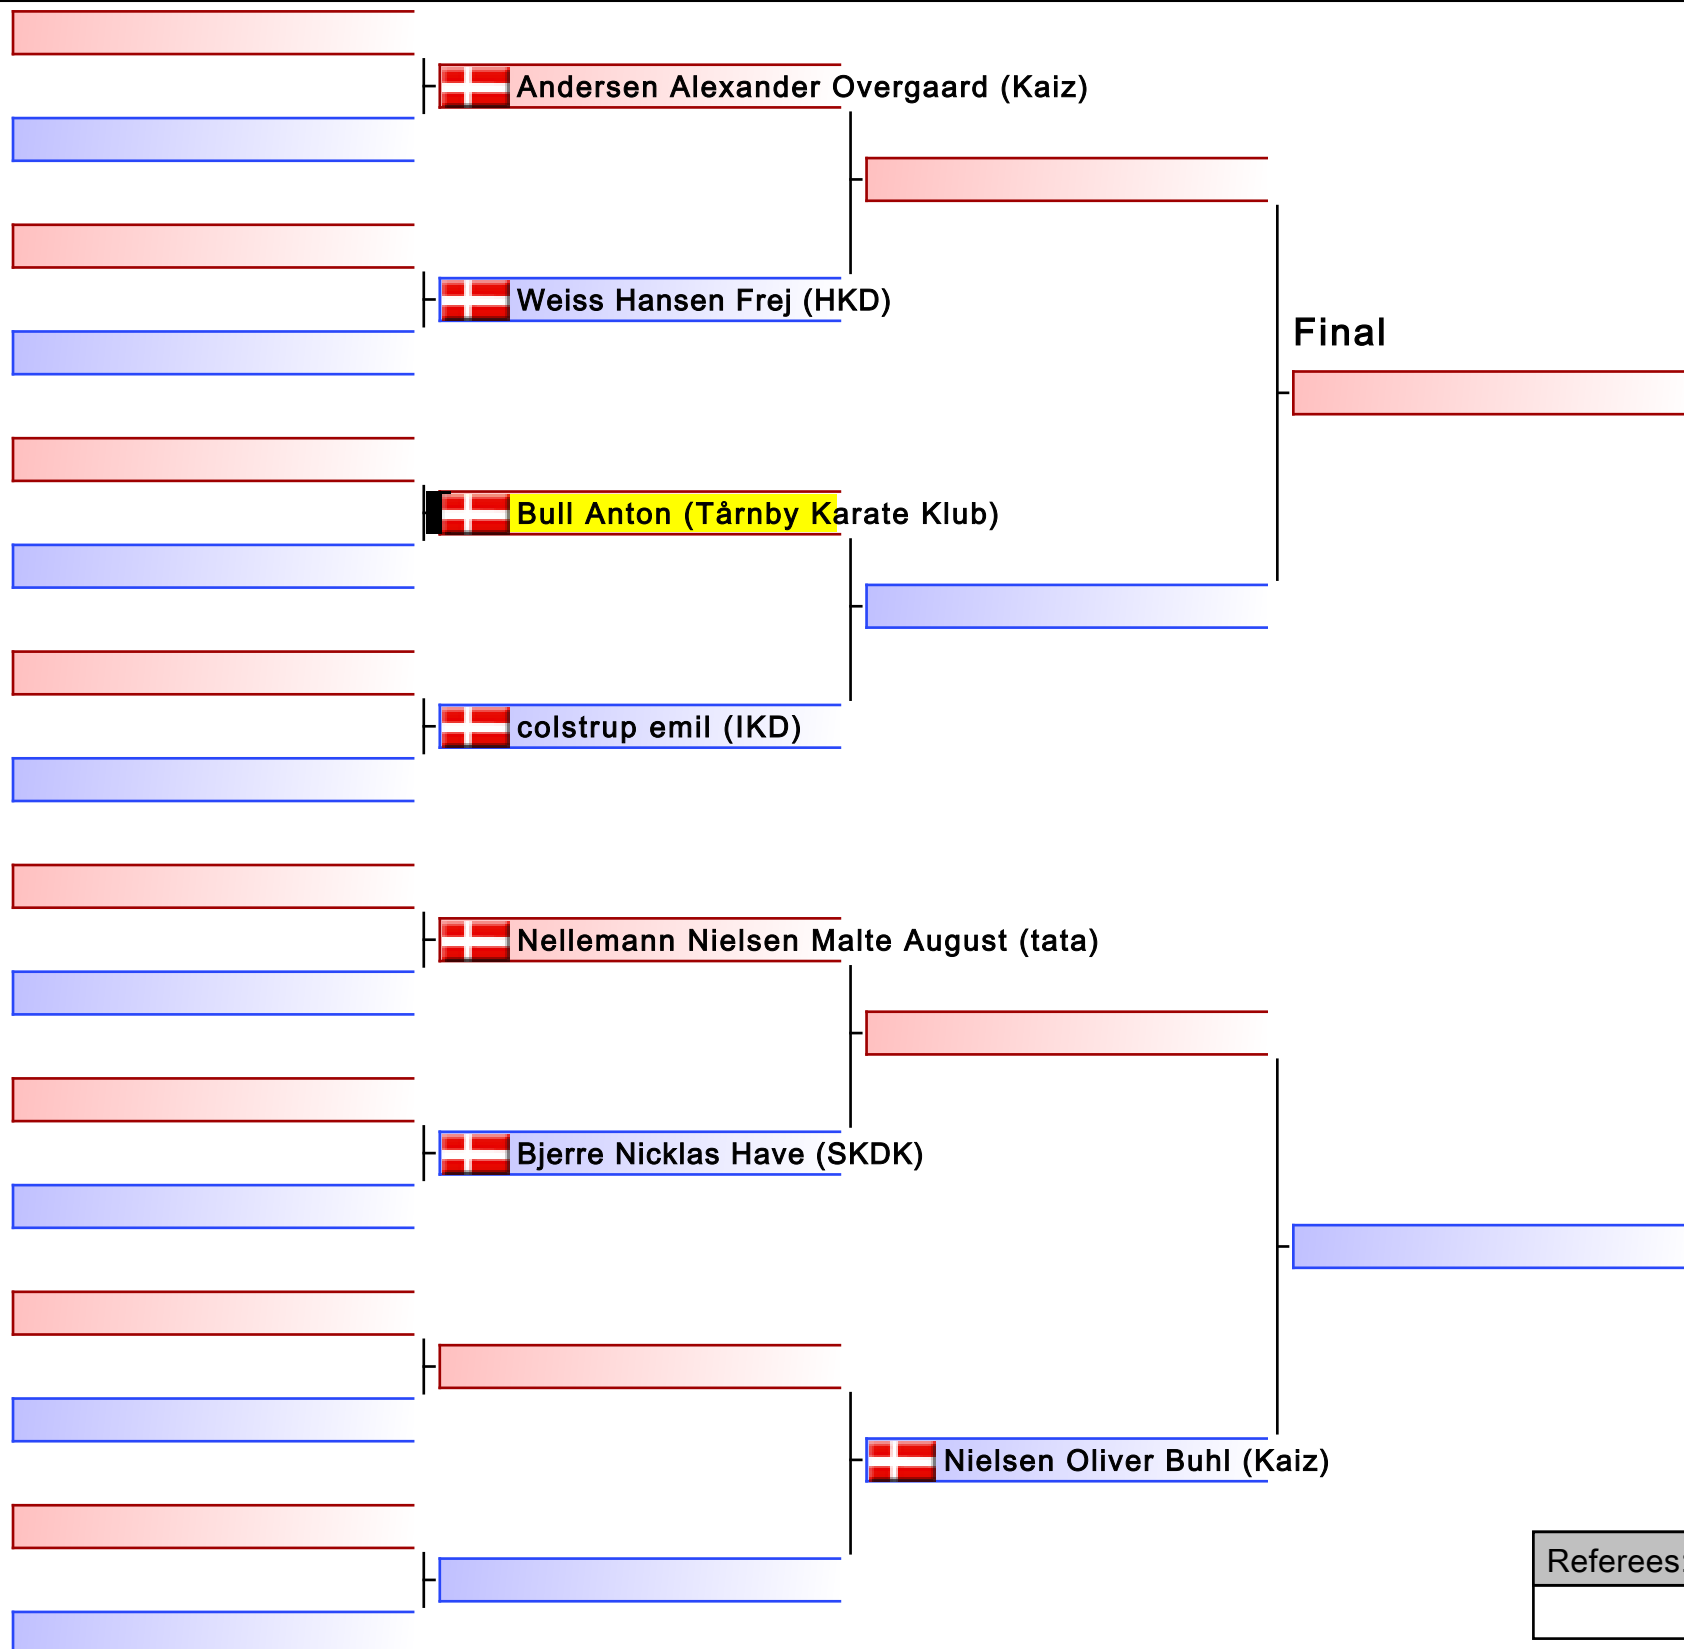 Andersen Alexander Overgaard (Kaiz)
Weiss Hansen Frej (HKD)
Final
Bull Anton (Tårnby Karate Klub)
colstrup emil (IKD)
Nellemann Nielsen Malte August (tata)
Bjerre Nicklas Have (SKDK)
Nielsen Oliver Buhl (Kaiz)
Referees: